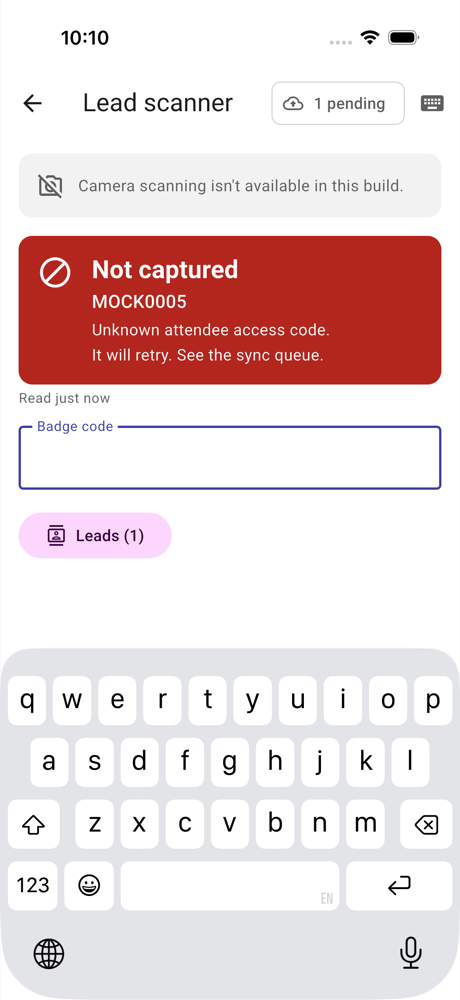 10:10
Lead scanner
1 pending
Camera scanning isn't available in this build.
Not captured
MOCK0005
Unknown attendee access code.
It will retry. See the sync queue.
Read just now
Badge code
Leads (1)
q w e r t y u i o p
a s d f g h j k l
z x c v b n m
123
EN